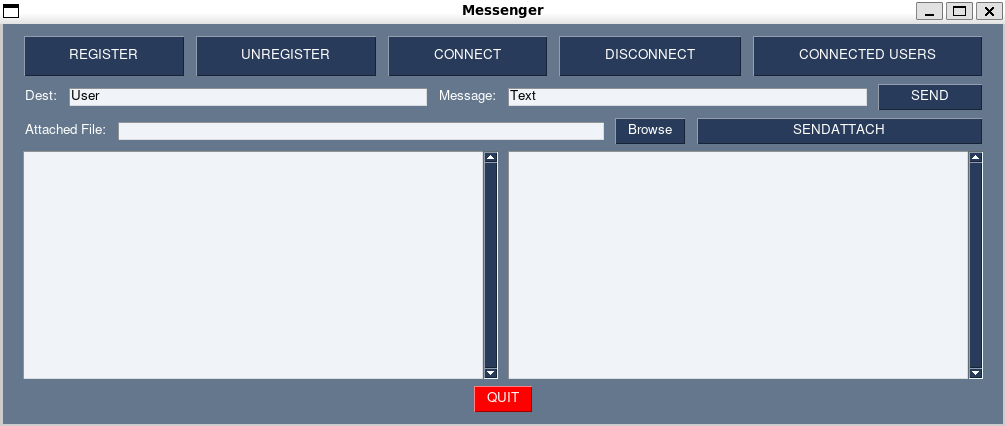 Messenger
REGISTER UNREGISTER CONNECT DISCONNECT CONNECTED USERS
Dest: User Message: Text SEND
Attached File: Browse SENDATTACH
QUIT